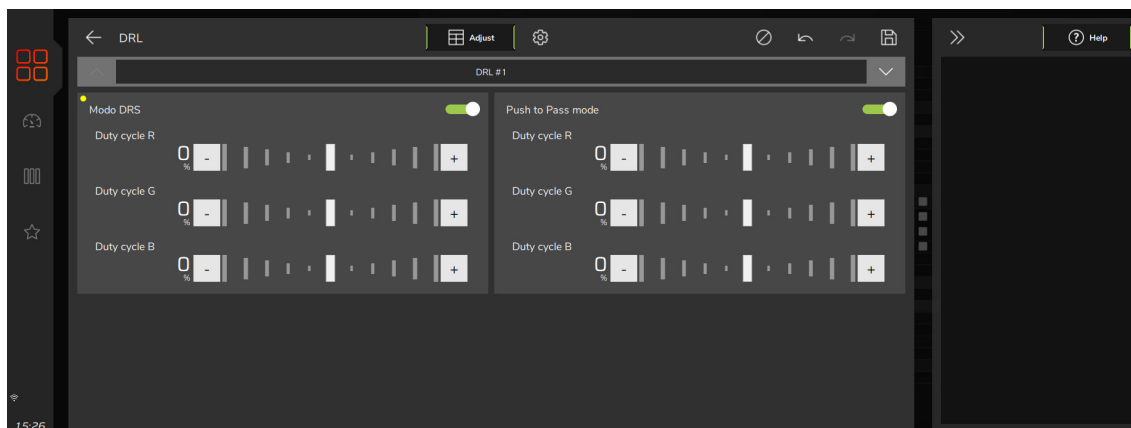 DRL
Adjust
Help
DRL #1
Modo DRS
Duty cycle R
0
%
-
+
Duty cycle G
0
%
-
+
Duty cycle B
0
%
-
+
Push to Pass mode
Duty cycle R
0
%
-
+
Duty cycle G
0
%
-
+
Duty cycle B
0
%
-
+
15:26